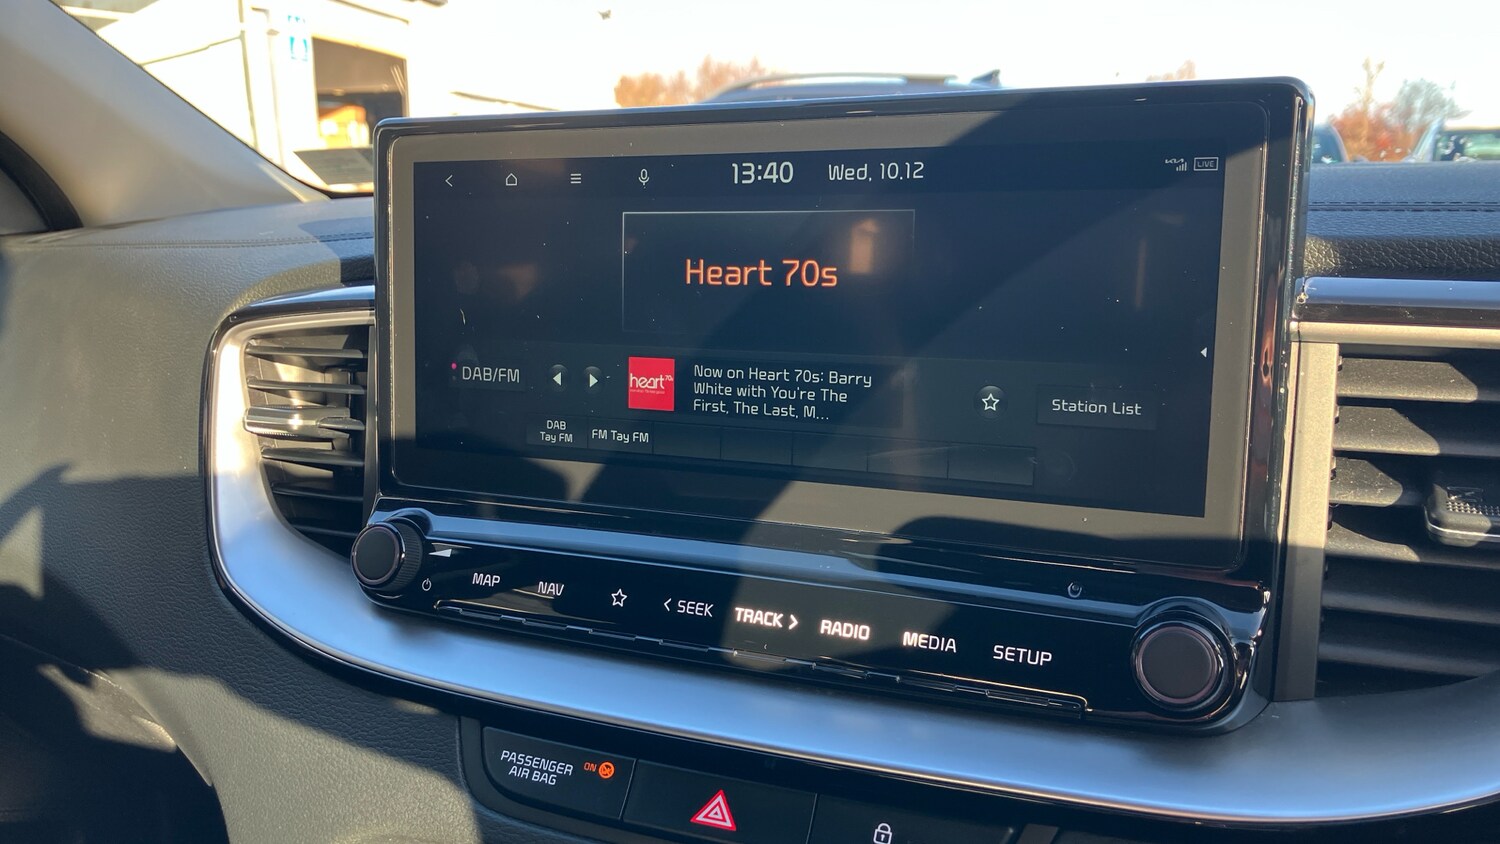 13:40 Wed, 10.12
LIVE
Heart 70s
DAB/FM
heart 70s
Now on Heart 70s: Barry
White with You're The
First, The Last, M...
Station List
DAB
Tay FM
FM Tay FM
MAP NAV < SEEK TRACK > RADIO MEDIA SETUP
PASSENGER
AIR BAG
ON